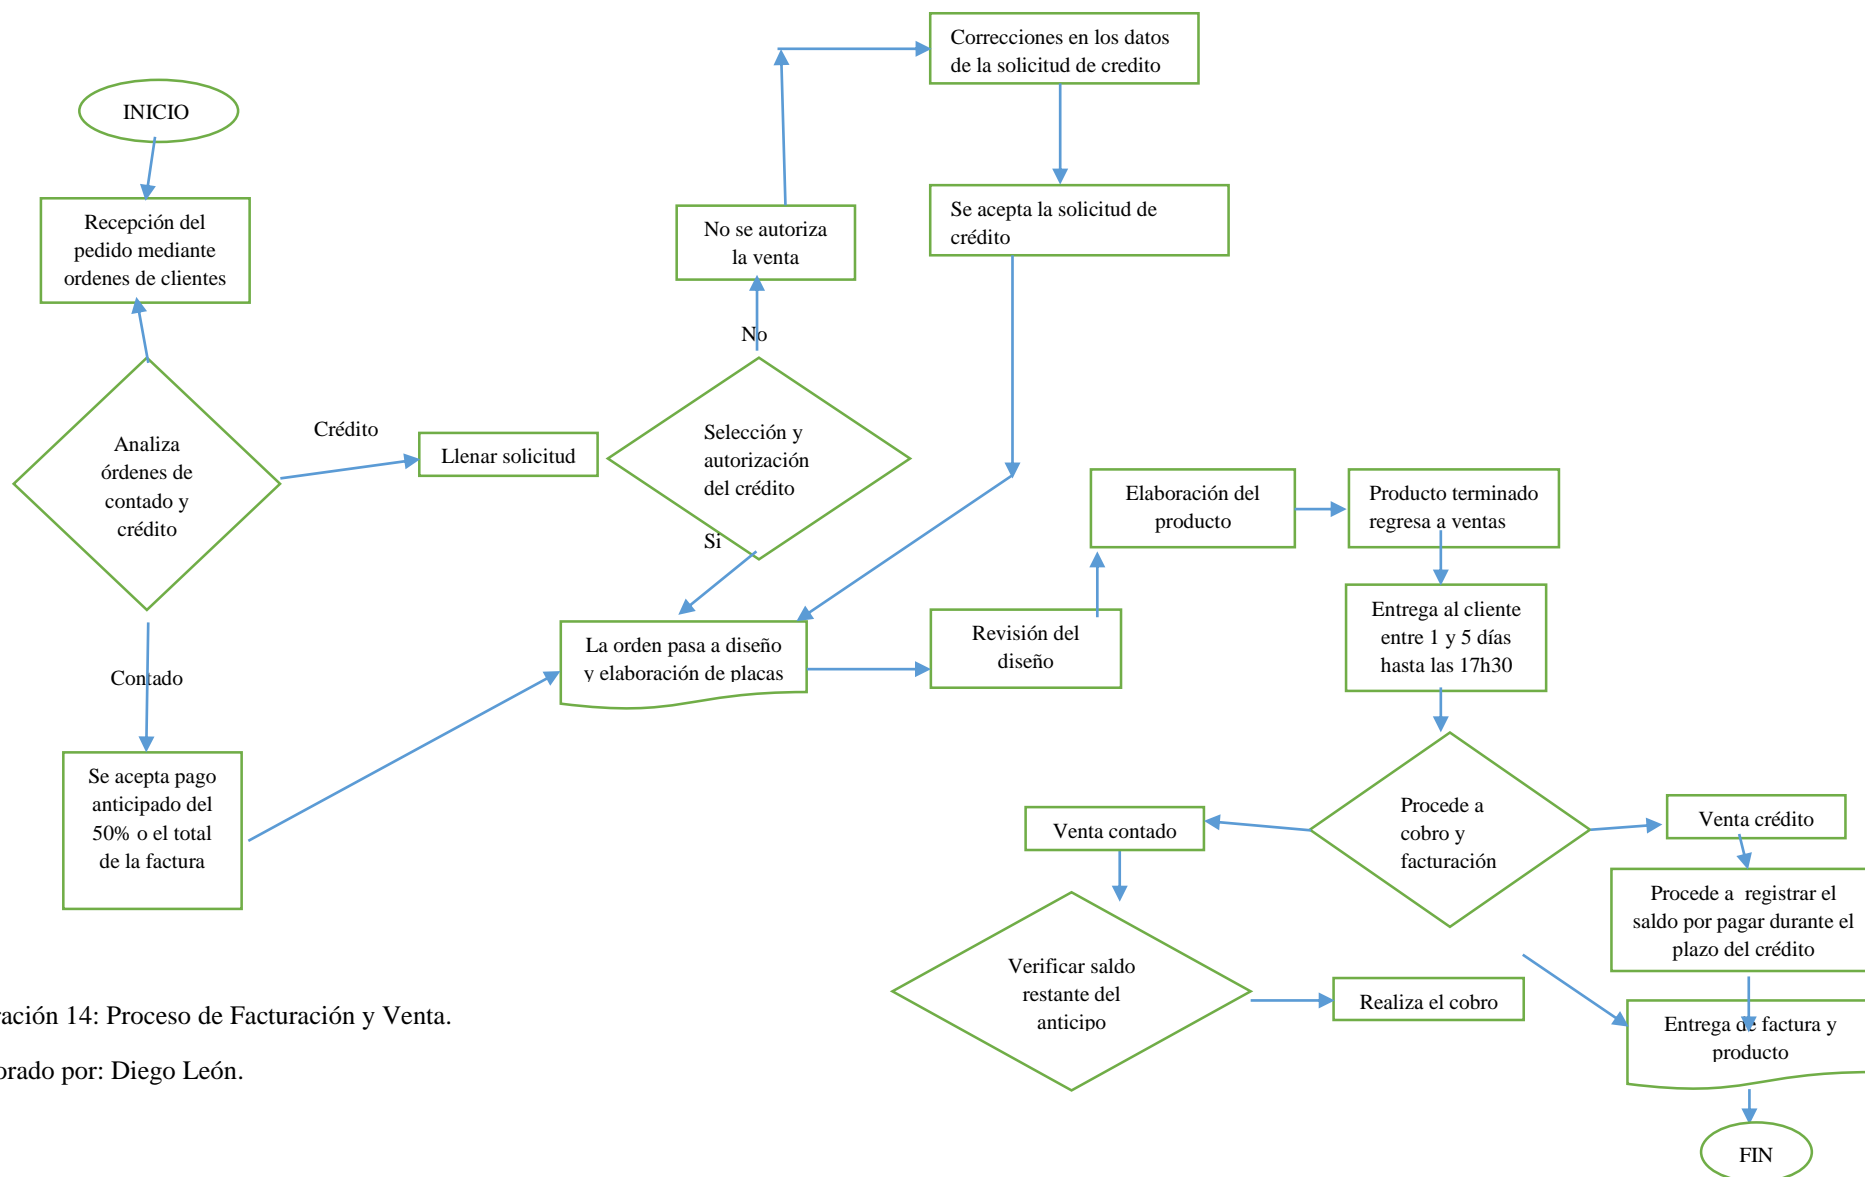 INICIO
Recepción del
pedido mediante
ordenes de clientes
Analiza
órdenes de
contado y
crédito
Crédito
Llenar solicitud
Contado
Se acepta pago
anticipado del
50% o el total
de la factura
Selección y
autorización
del crédito
No
No se autoriza
la venta
Correcciones en los datos
de la solicitud de credito
Se acepta la solicitud de
crédito
Si
La orden pasa a diseño
y elaboración de placas
Revisión del
diseño
Elaboración del
producto
Producto terminado
regresa a ventas
Entrega al cliente
entre 1 y 5 días
hasta las 17h30
Procede a
cobro y
facturación
Venta contado
Verificar saldo
restante del
anticipo
Realiza el cobro
Venta crédito
Procede a  registrar el
saldo por pagar durante el
plazo del crédito
Entrega de factura y
producto
FIN
ración 14: Proceso de Facturación y Venta.
orado por: Diego León.